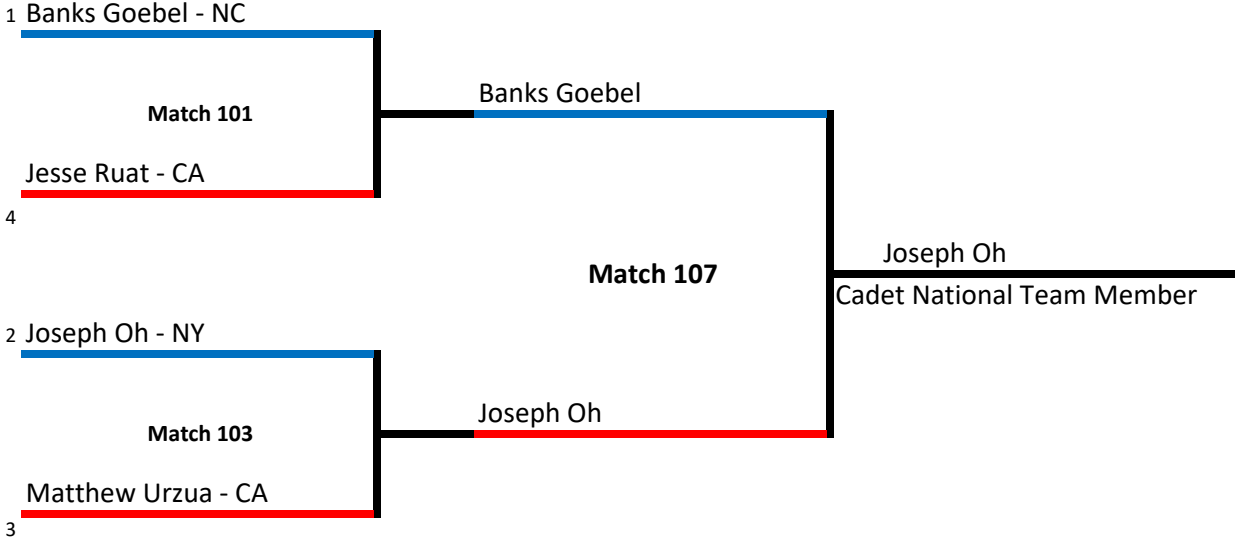 1 Banks Goebel - NC
Banks Goebel
Match 101
Jesse Ruat - CA
4
Joseph Oh
Match 107
Cadet National Team Member
2 Joseph Oh - NY
Joseph Oh
Match 103
Matthew Urzua - CA
3